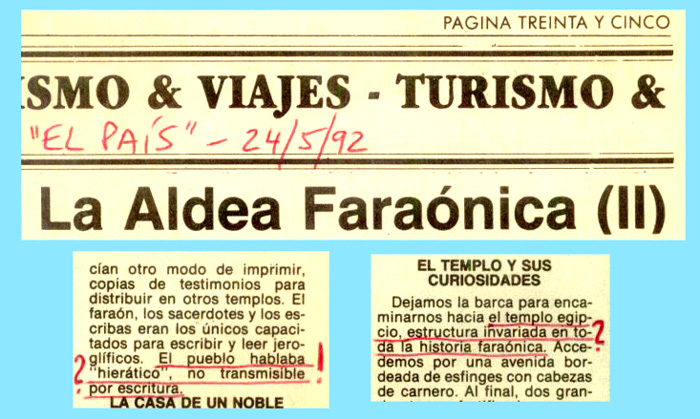 PAGINA TREINTA Y CINCO
ISMO & VIAJES - TURISMO &
"EL PAÍS" - 24/5/92
La Aldea Faraónica (II)
cían otro modo de imprimir,
copias de testimonios para
distribuir en otros templos. El
faraón, los sacerdotes y los es-
cribas eran los únicos capaci-
tados para escribir y leer jero-
glíficos. El pueblo hablaba
? "hierático", no transmisible !
por escritura.
LA CASA DE UN NOBLE
EL TEMPLO Y SUS
CURIOSIDADES
Dejamos la barca para enca-
minarnos hacia el templo egip-
cio, estructura invariada en to- ?
da la historia faraónica. Acce-
demos por una avenida bor-
deada de esfinges con cabezas
de carnero. Al final, dos gran-